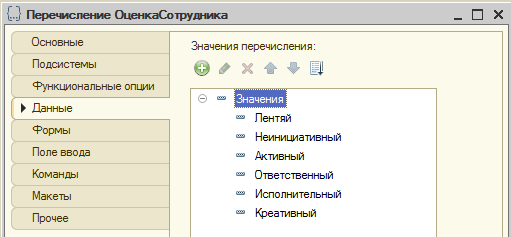 Перечисление ОценкаСотрудника
Основные
Подсистемы
Функциональные опции
Данные
Формы
Поле ввода
Команды
Макеты
Прочее
Значения перечисления:
Значения
Лентяй
Неинициативный
Активный
Ответственный
Исполнительный
Креативный